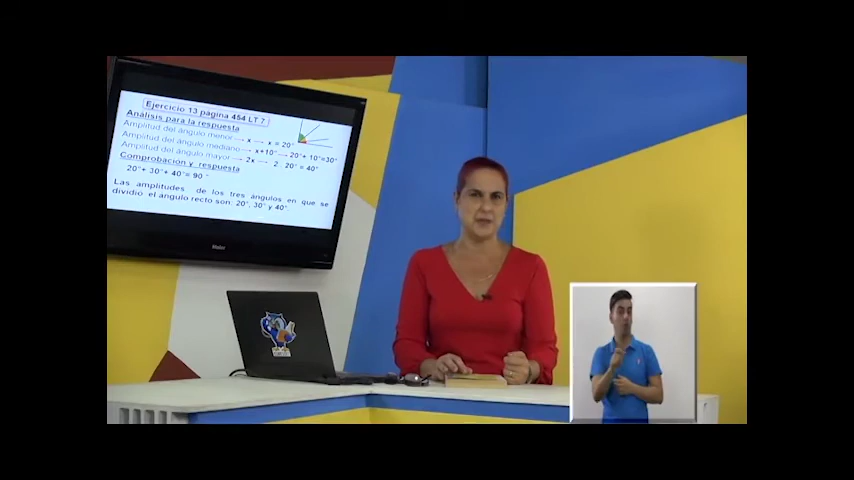 Ejercicio 13 página 454 LT 7
Análisis para la respuesta
Amplitud del ángulo menor → x → x = 20°
Amplitud del ángulo mediano → x+10° → 20°+ 10°=30°
Amplitud del ángulo mayor → 2x → 2· 20° = 40°
Comprobación y respuesta
20°+ 30°+ 40°= 90 °
Las amplitudes de los tres ángulos en que se
dividió el ángulo recto son: 20°, 30° y 40°.